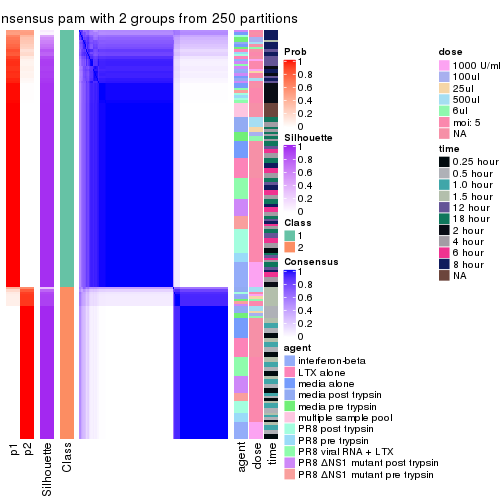 nsensus pam with 2 groups from 250 partitions
Prob
1
0.8
0.6
0.4
0.2
0
Silhouette
1
0.8
0.6
0.4
0.2
0
Class
1
2
Consensus
1
0.8
0.6
0.4
0.2
0
agent
interferon-beta
LTX alone
media alone
media post trypsin
media pre trypsin
multiple sample pool
PR8 post trypsin
PR8 pre trypsin
PR8 viral RNA + LTX
PR8 ΔNS1 mutant post trypsin
PR8 ΔNS1 mutant pre trypsin
dose
1000 U/ml
100ul
25ul
500ul
6ul
moi: 5
NA
time
0.25 hour
0.5 hour
1.0 hour
1.5 hour
12 hour
18 hour
2 hour
4 hour
6 hour
8 hour
NA
p1
p2
Silhouette
Class
agent
dose
time